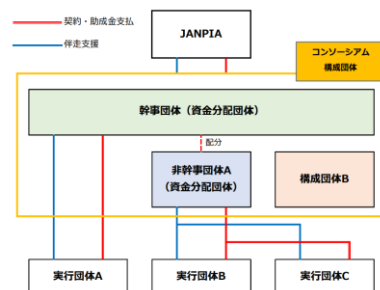 契約・助成金支払
伴走支援
JANPIA
コンソーシアム
構成団体
幹事団体（資金分配団体）
配分
非幹事団体A
（資金分配団体）
構成団体B
実行団体A
実行団体B
実行団体C